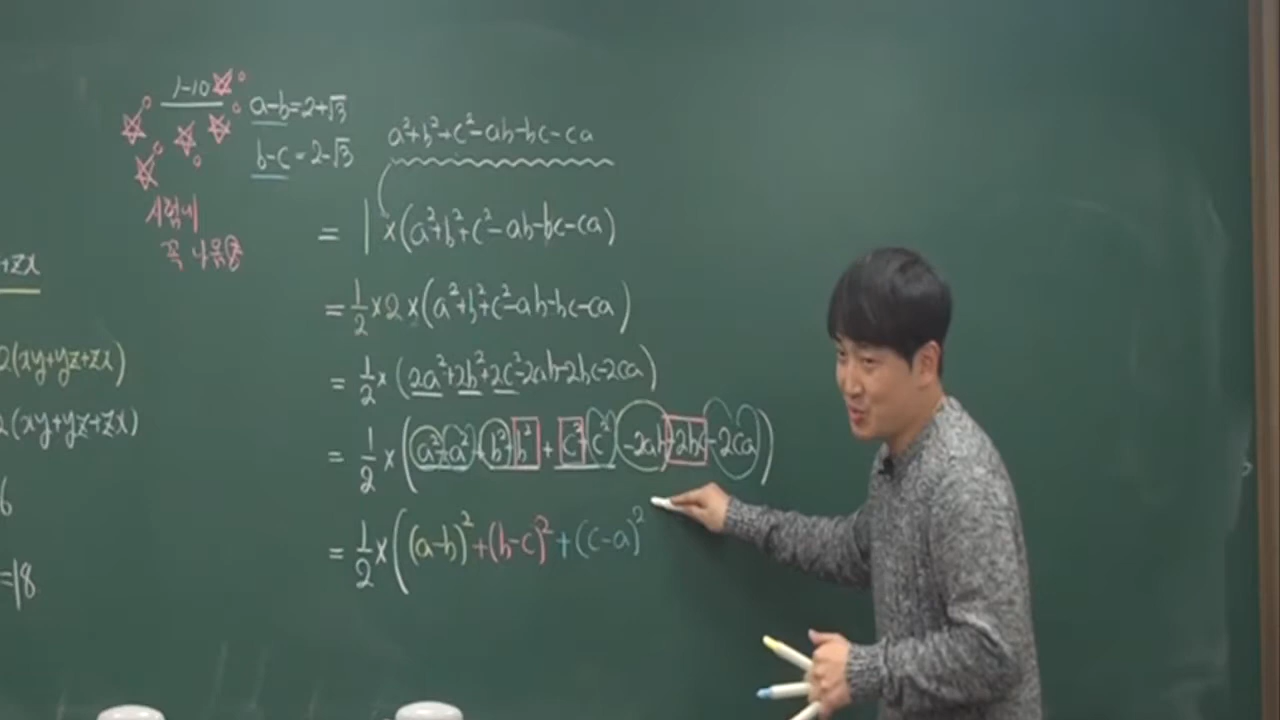 +zx
2(xy+yz+zx)
2(xy+yz+zx)
6
=18
1-10
a-b=2+√3
b-c=2-√3
시험에
꼭 나옴
a²+b²+c²-ab-bc-ca
= 1×(a²+b²+c²-ab-bc-ca)
=½×2×(a²+b²+c²-ab-bc-ca)
=½×(2a²+2b²+2c²-2ab-2bc-2ca)
=½×(a²+a²+b²+b²+c²+c²-2ab-2bc-2ca)
=½×((a-b)²+(b-c)²+(c-a)²